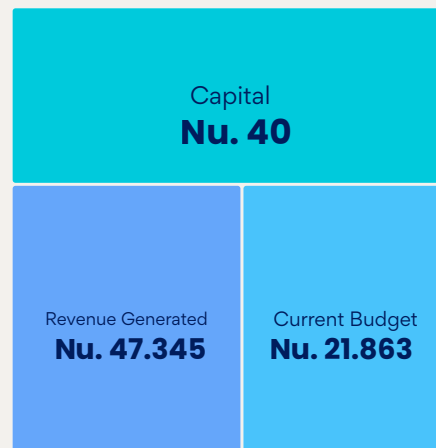 Capital
Nu. 40
Revenue Generated
Nu. 47.345
Current Budget
Nu. 21.863